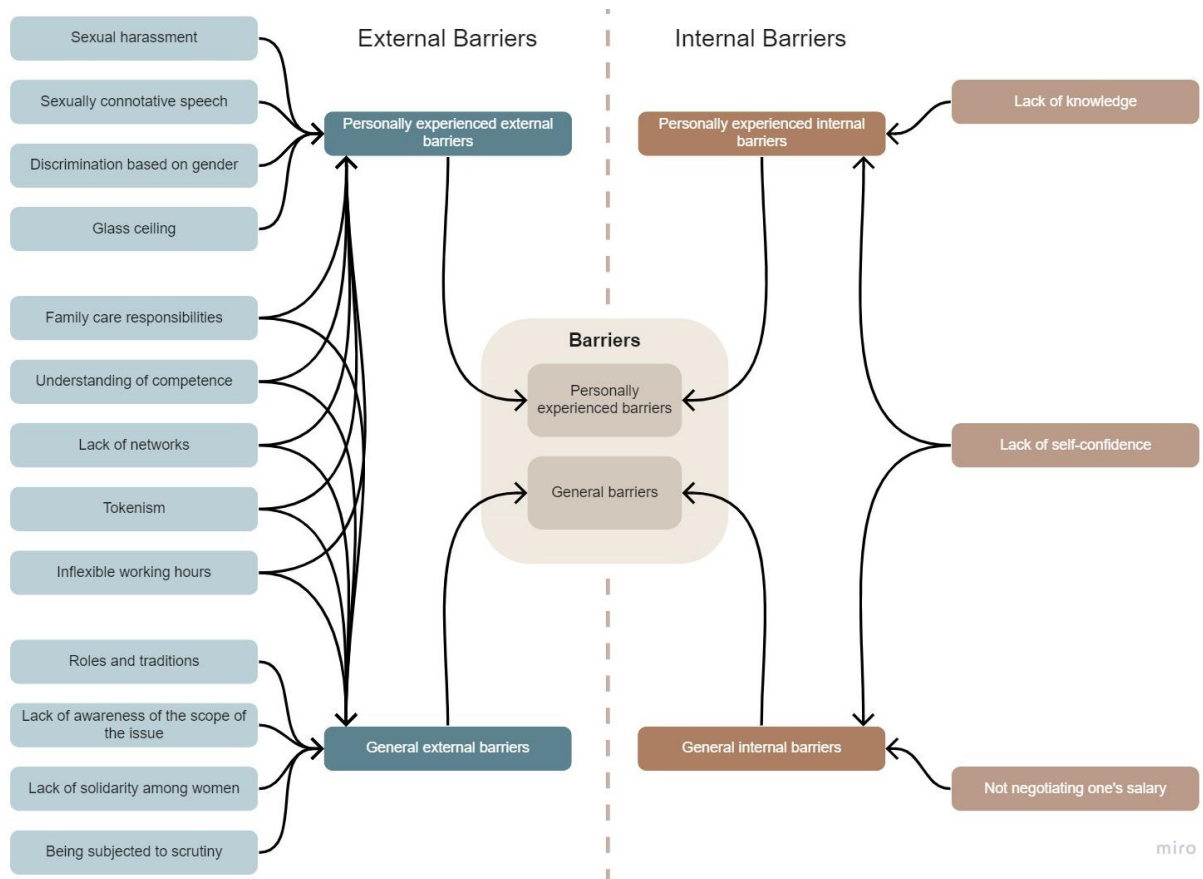 External Barriers
Internal Barriers
Sexual harassment
Sexually connotative speech
Discrimination based on gender
Glass ceiling
Family care responsibilities
Understanding of competence
Lack of networks
Tokenism
Inflexible working hours
Roles and traditions
Lack of awareness of the scope of
the issue
Lack of solidarity among women
Being subjected to scrutiny
Personally experienced external
barriers
General external barriers
Barriers
Personally
experienced barriers
General barriers
Personally experienced internal
barriers
General internal barriers
Lack of knowledge
Lack of self-confidence
Not negotiating one's salary
miro